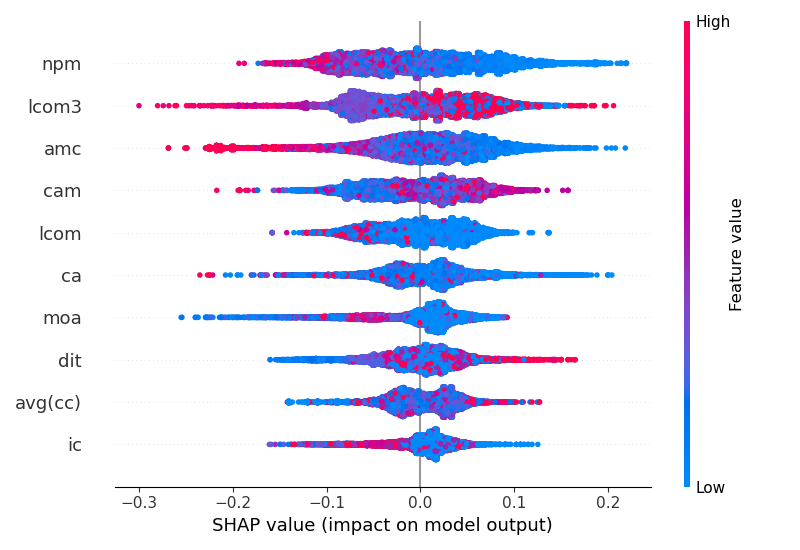 High
npm
lcom3
amc
cam
lcom
ca
moa
dit
avg(cc)
ic
Feature value
Low
−0.3 −0.2 −0.1 0.0 0.1 0.2
SHAP value (impact on model output)